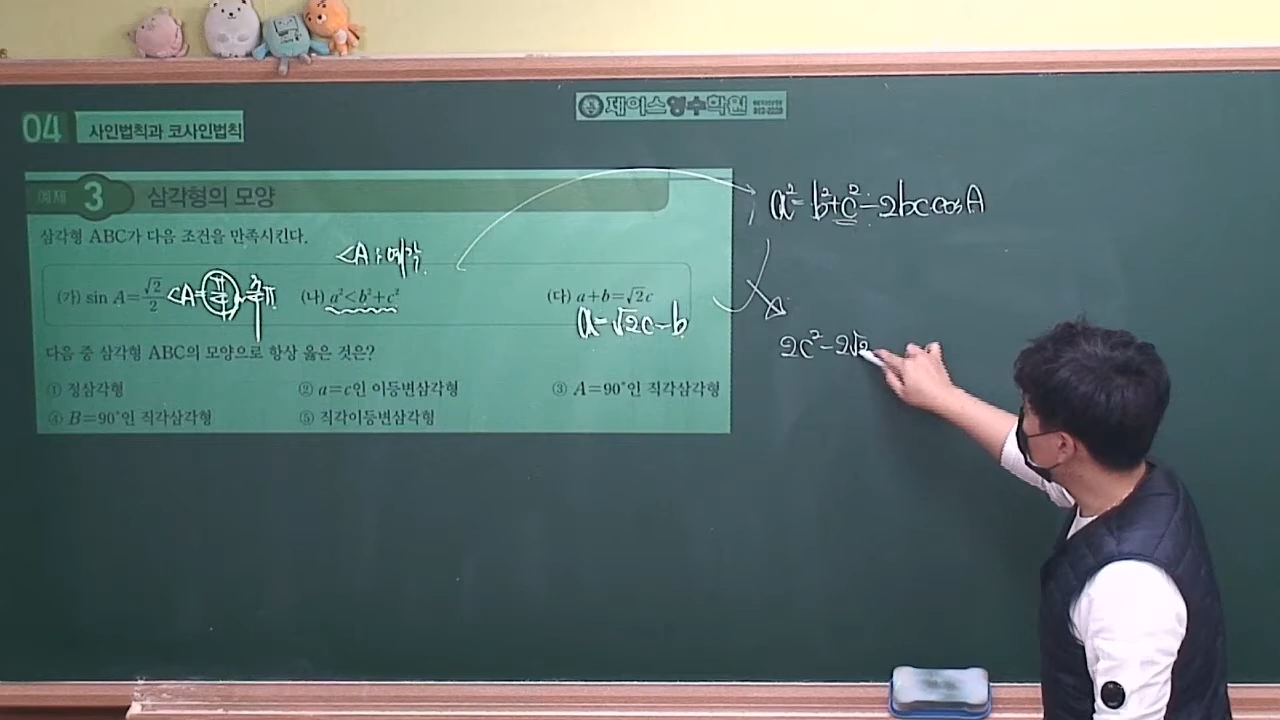 제이스영수학원
04 사인법칙과 코사인법칙
예제 3 삼각형의 모양
삼각형 ABC가 다음 조건을 만족시킨다.
<A : 예각
(가) sin A=√2/2 <A=π/4, 3/4π (나) a²<b²+c² (다) a+b=√2c
a=√2c-b
다음 중 삼각형 ABC의 모양으로 항상 옳은 것은?
① 정삼각형 ② a=c인 이등변삼각형 ③ A=90°인 직각삼각형
④ B=90°인 직각삼각형 ⑤ 직각이등변삼각형
a²=b²+c²-2bc cosA
2c²-2√2